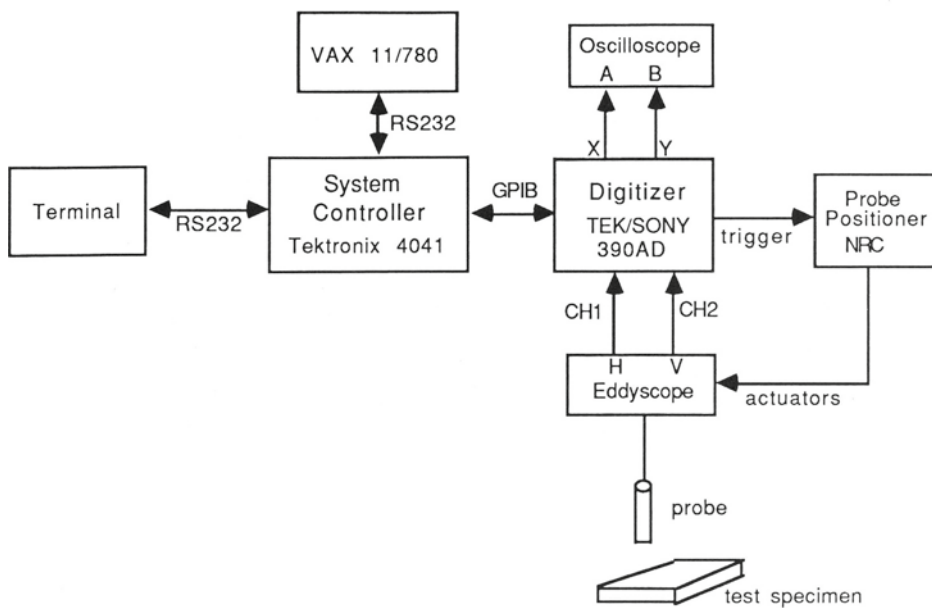 VAX 11/780
RS232
Oscilloscope
A B
X Y
Terminal
RS232
System
Controller
Tektronix 4041
GPIB
Digitizer
TEK/SONY
390AD
trigger
Probe
Positioner
NRC
CH1
CH2
H V
Eddyscope
actuators
probe
test specimen